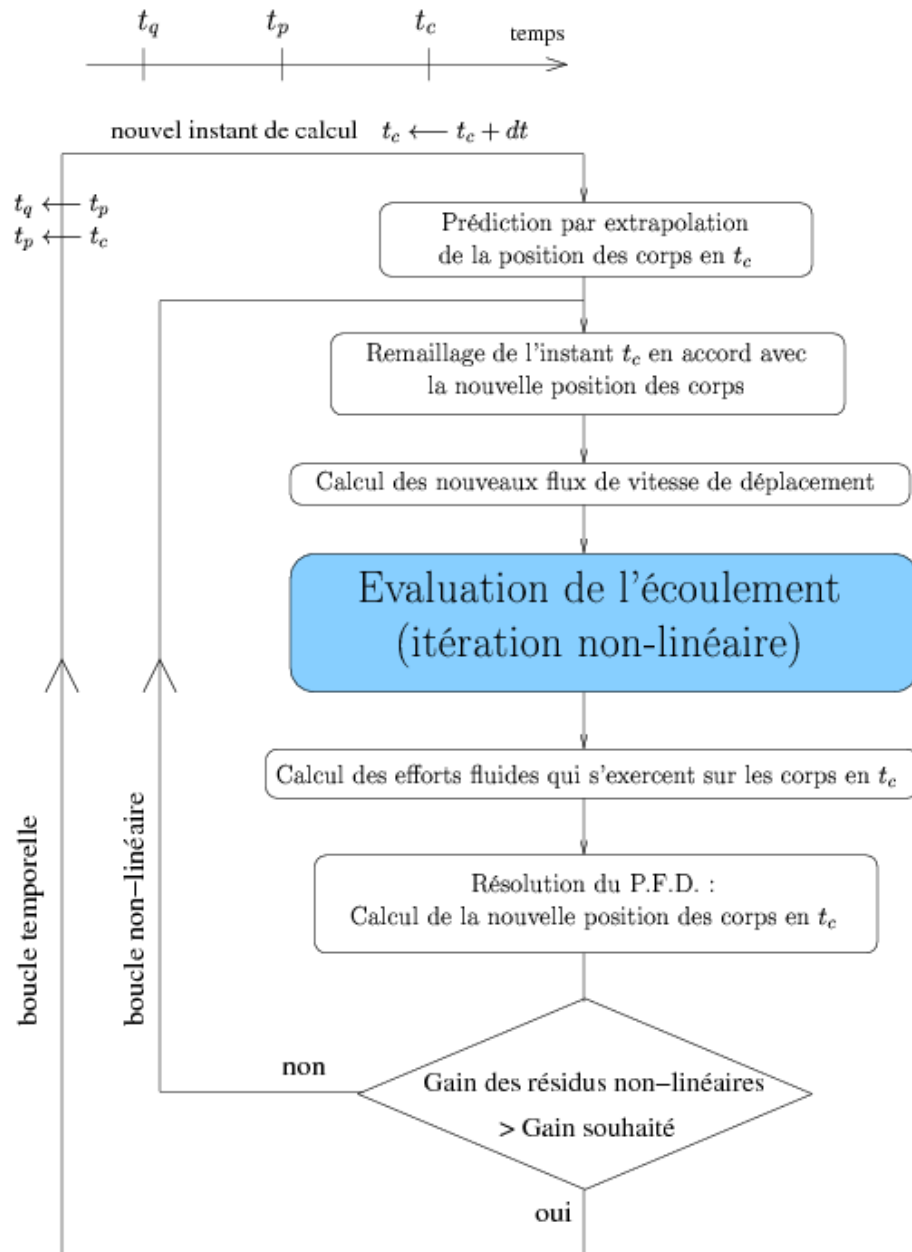 t_q t_p t_c temps
nouvel instant de calcul t_c ⟵ t_c + dt
t_q ⟵ t_p
t_p ⟵ t_c
Prédiction par extrapolation
de la position des corps en t_c
Remaillage de l'instant t_c en accord avec
la nouvelle position des corps
Calcul des nouveaux flux de vitesse de déplacement
Evaluation de l'écoulement
(itération non-linéaire)
Calcul des efforts fluides qui s'exercent sur les corps en t_c
Résolution du P.F.D. :
Calcul de la nouvelle position des corps en t_c
boucle temporelle
boucle non−linéaire
non
Gain des résidus non−linéaires
> Gain souhaité
oui